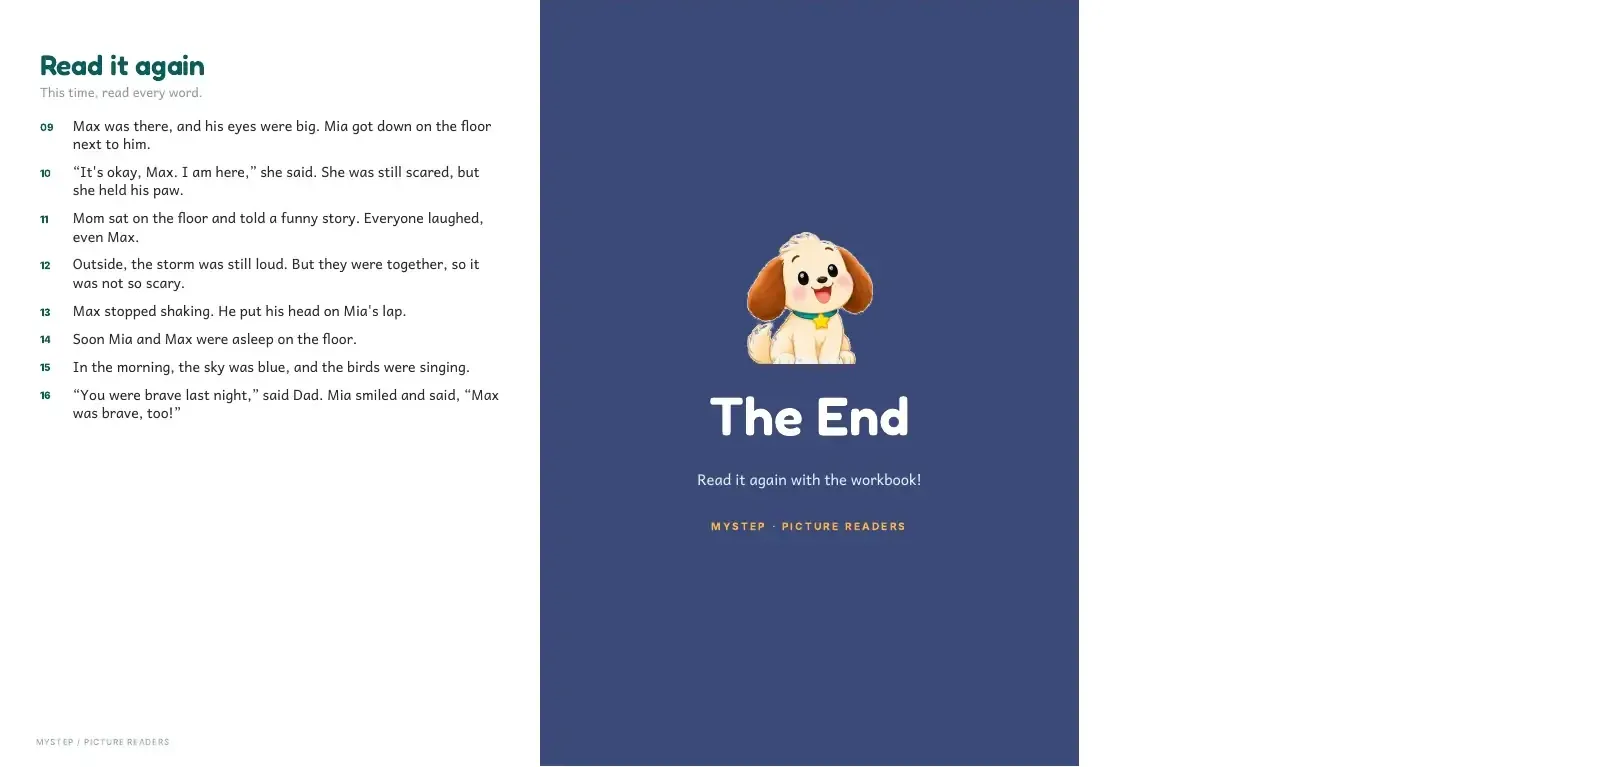 Read it again
This time, read every word.
09 Max was there, and his eyes were big. Mia got down on the floor
next to him.
10 “It's okay, Max. I am here,” she said. She was still scared, but
she held his paw.
11 Mom sat on the floor and told a funny story. Everyone laughed,
even Max.
12 Outside, the storm was still loud. But they were together, so it
was not so scary.
13 Max stopped shaking. He put his head on Mia's lap.
14 Soon Mia and Max were asleep on the floor.
15 In the morning, the sky was blue, and the birds were singing.
16 “You were brave last night,” said Dad. Mia smiled and said, “Max
was brave, too!”
MYSTEP / PICTURE READERS
The End
Read it again with the workbook!
MYSTEP · PICTURE READERS